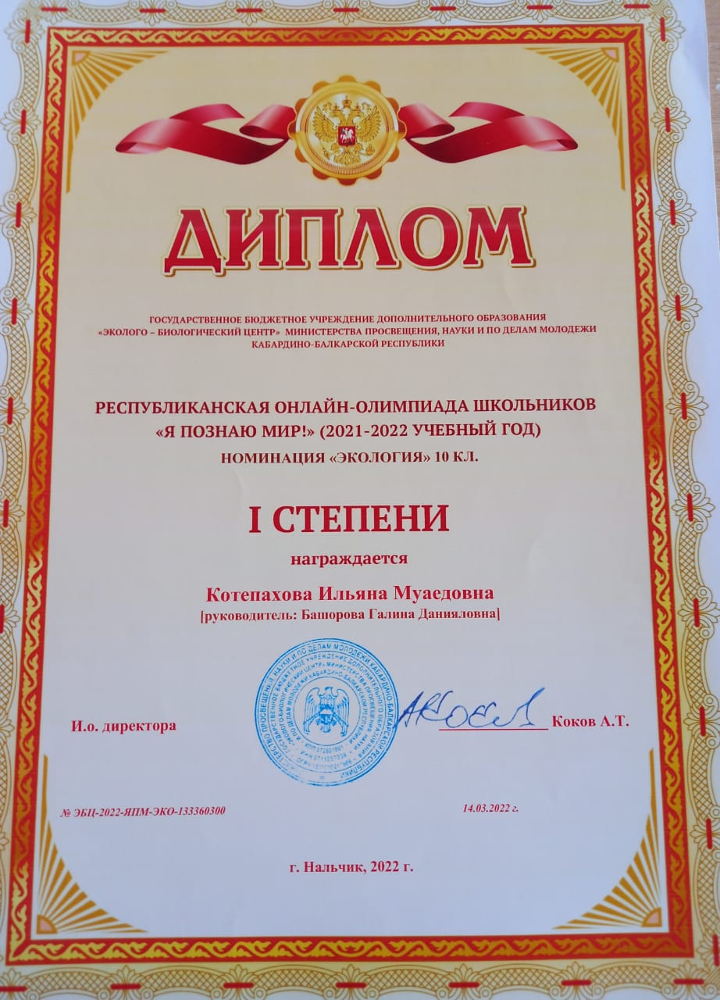 ДИПЛОМ
ГОСУДАРСТВЕННОЕ БЮДЖЕТНОЕ УЧРЕЖДЕНИЕ ДОПОЛНИТЕЛЬНОГО ОБРАЗОВАНИЯ
«ЭКОЛОГО – БИОЛОГИЧЕСКИЙ ЦЕНТР» МИНИСТЕРСТВА ПРОСВЕЩЕНИЯ, НАУКИ И ПО ДЕЛАМ МОЛОДЕЖИ
КАБАРДИНО-БАЛКАРСКОЙ РЕСПУБЛИКИ
РЕСПУБЛИКАНСКАЯ ОНЛАЙН-ОЛИМПИАДА ШКОЛЬНИКОВ
«Я ПОЗНАЮ МИР!» (2021-2022 УЧЕБНЫЙ ГОД)
НОМИНАЦИЯ «ЭКОЛОГИЯ» 10 КЛ.
I СТЕПЕНИ
награждается
Котепахова Ильяна Муаедовна
[руководитель: Башорова Галина Данияловна]
И.о. директора
Коков А.Т.
№ ЭБЦ-2022-ЯПМ-ЭКО-133360300
14.03.2022 г.
г. Нальчик, 2022 г.